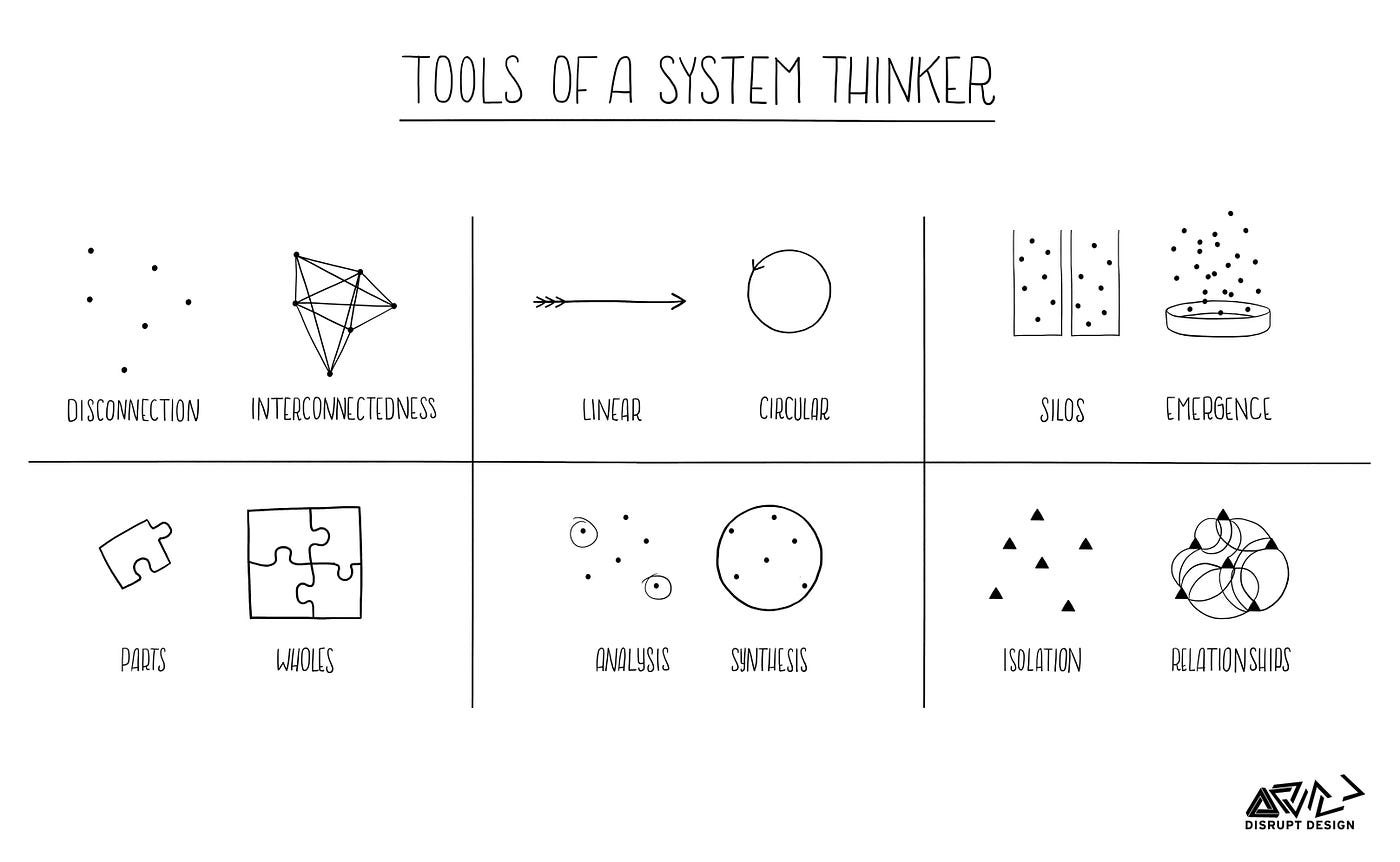 TOOLS OF A SYSTEM THINKER
DISCONNECTION
INTERCONNECTEDNESS
LINEAR
CIRCULAR
SILOS
EMERGENCE
PARTS
WHOLES
ANALYSIS
SYNTHESIS
ISOLATION
RELATIONSHIPS
DISRUPT DESIGN